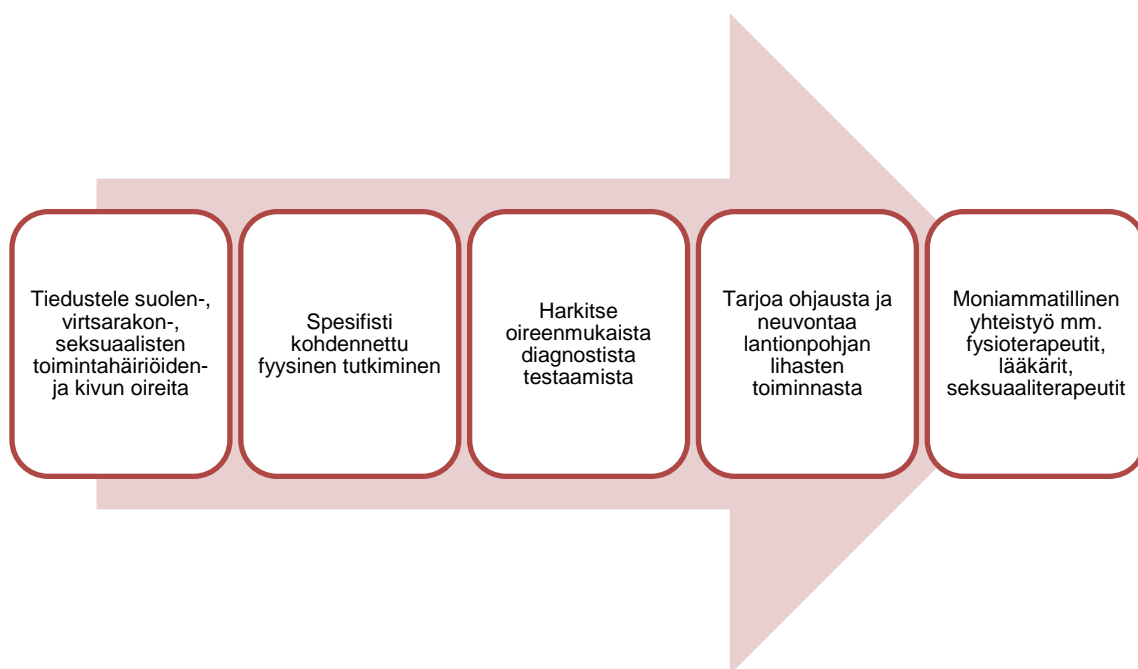 Tiedustele suolen-,
virtsarakon-,
seksuaalisten
toimintahäiriöiden-
ja kivun oireita
Spesifisti
kohdennettu
fyysinen tutkiminen
Harkitse
oireenmukaista
diagnostista
testaamista
Tarjoa ohjausta ja
neuvontaa
lantionpohjan
lihasten
toiminnasta
Moniammatillinen
yhteistyö mm.
fysioterapeutit,
lääkärit,
seksuaaliterapeutit